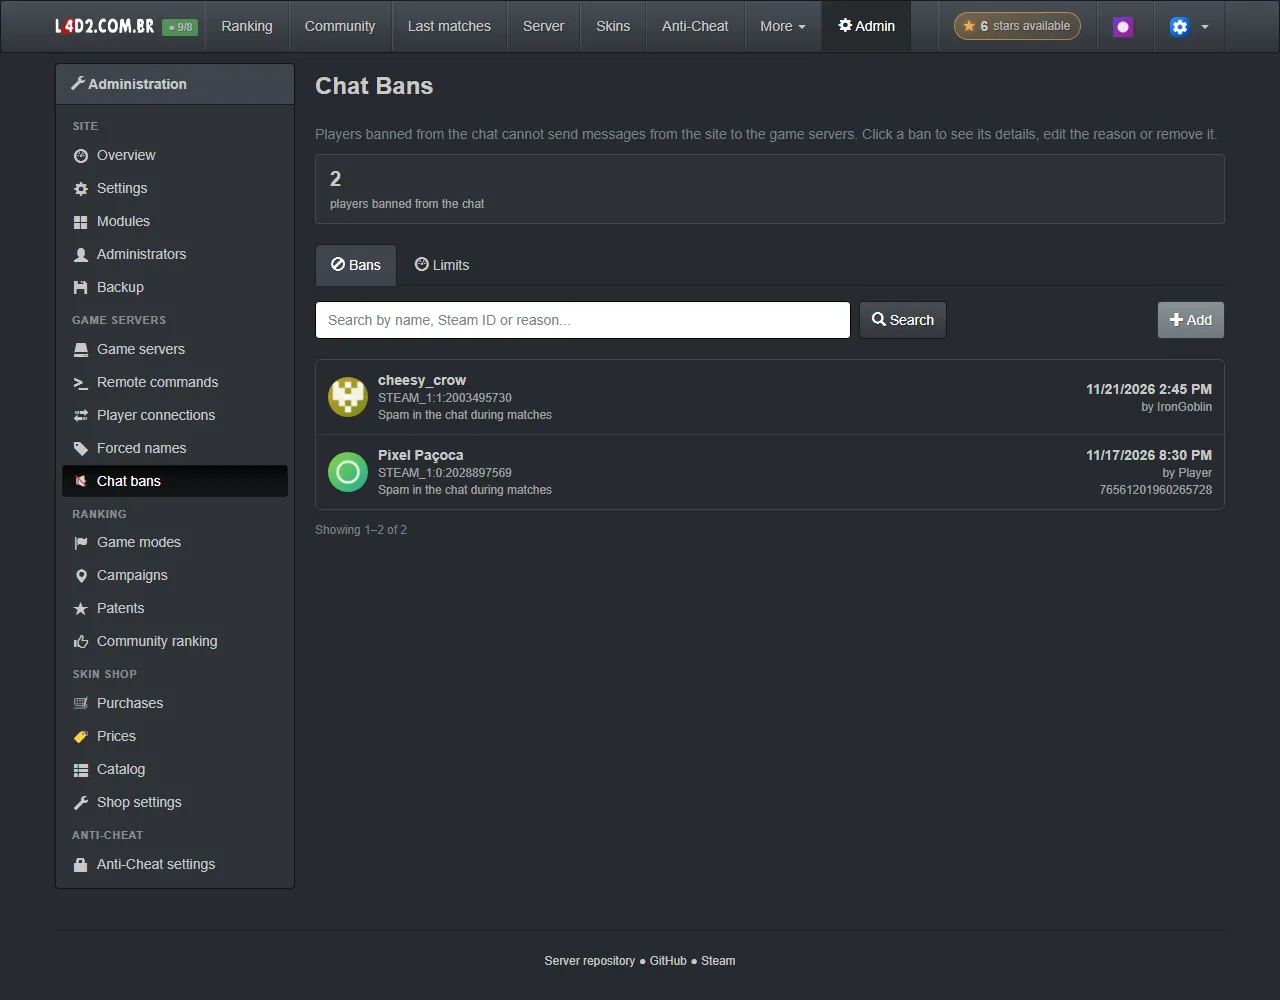 L4D2.COM.BR
» 9/8
Ranking
Community
Last matches
Server
Skins
Anti-Cheat
More
Admin
6 stars available
Administration
SITE
Overview
Settings
Modules
Administrators
Backup
GAME SERVERS
Game servers
Remote commands
Player connections
Forced names
Chat bans
RANKING
Game modes
Campaigns
Patents
Community ranking
SKIN SHOP
Purchases
Prices
Catalog
Shop settings
ANTI-CHEAT
Anti-Cheat settings
Chat Bans
Players banned from the chat cannot send messages from the site to the game servers. Click a ban to see its details, edit the reason or remove it.
2
players banned from the chat
Bans
Limits
Search by name, Steam ID or reason...
Search
Add
cheesy_crow
STEAM_1:1:2003495730
Spam in the chat during matches
11/21/2026 2:45 PM
by IronGoblin
Pixel Paçoca
STEAM_1:0:2028897569
Spam in the chat during matches
11/17/2026 8:30 PM
by Player
76561201960265728
Showing 1–2 of 2
Server repository ● GitHub ● Steam